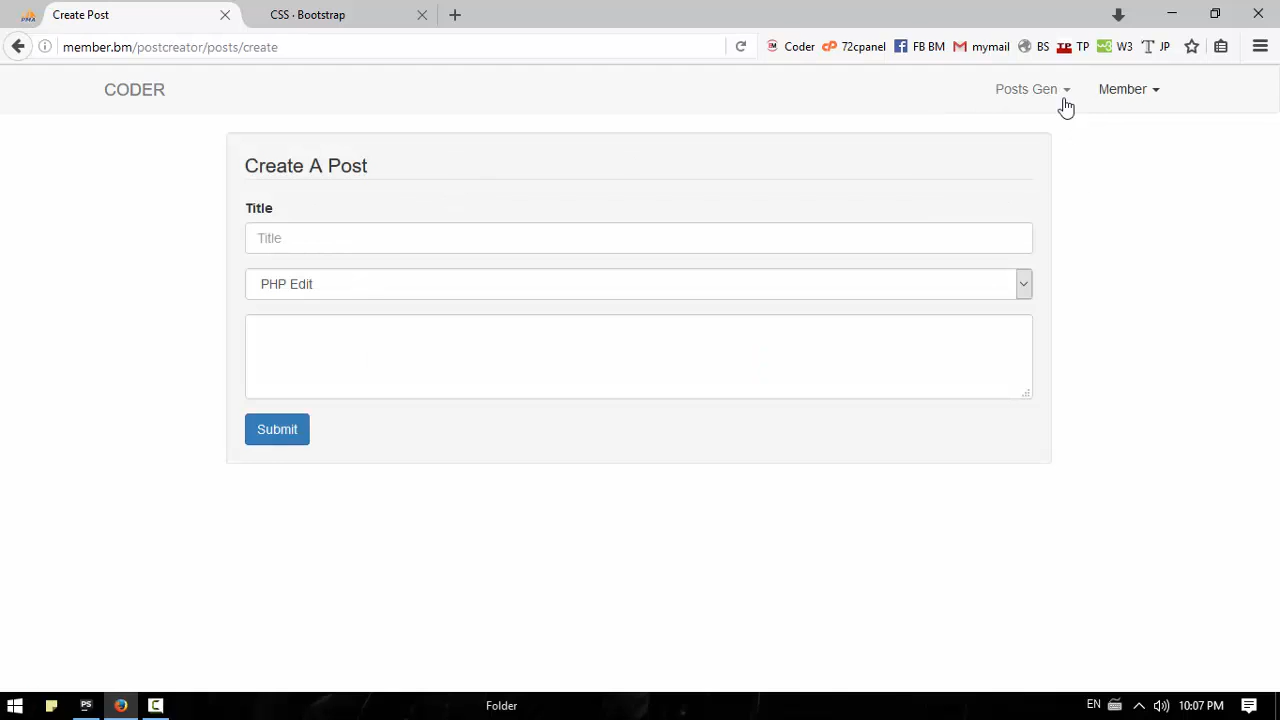 Create Post
CSS · Bootstrap
member.bm/postcreator/posts/create
Coder
72cpanel
FB BM
mymail
BS
TP
W3
JP
CODER
Posts Gen
Member
Create A Post
Title
Title
PHP Edit
Submit
Folder
EN
10:07 PM